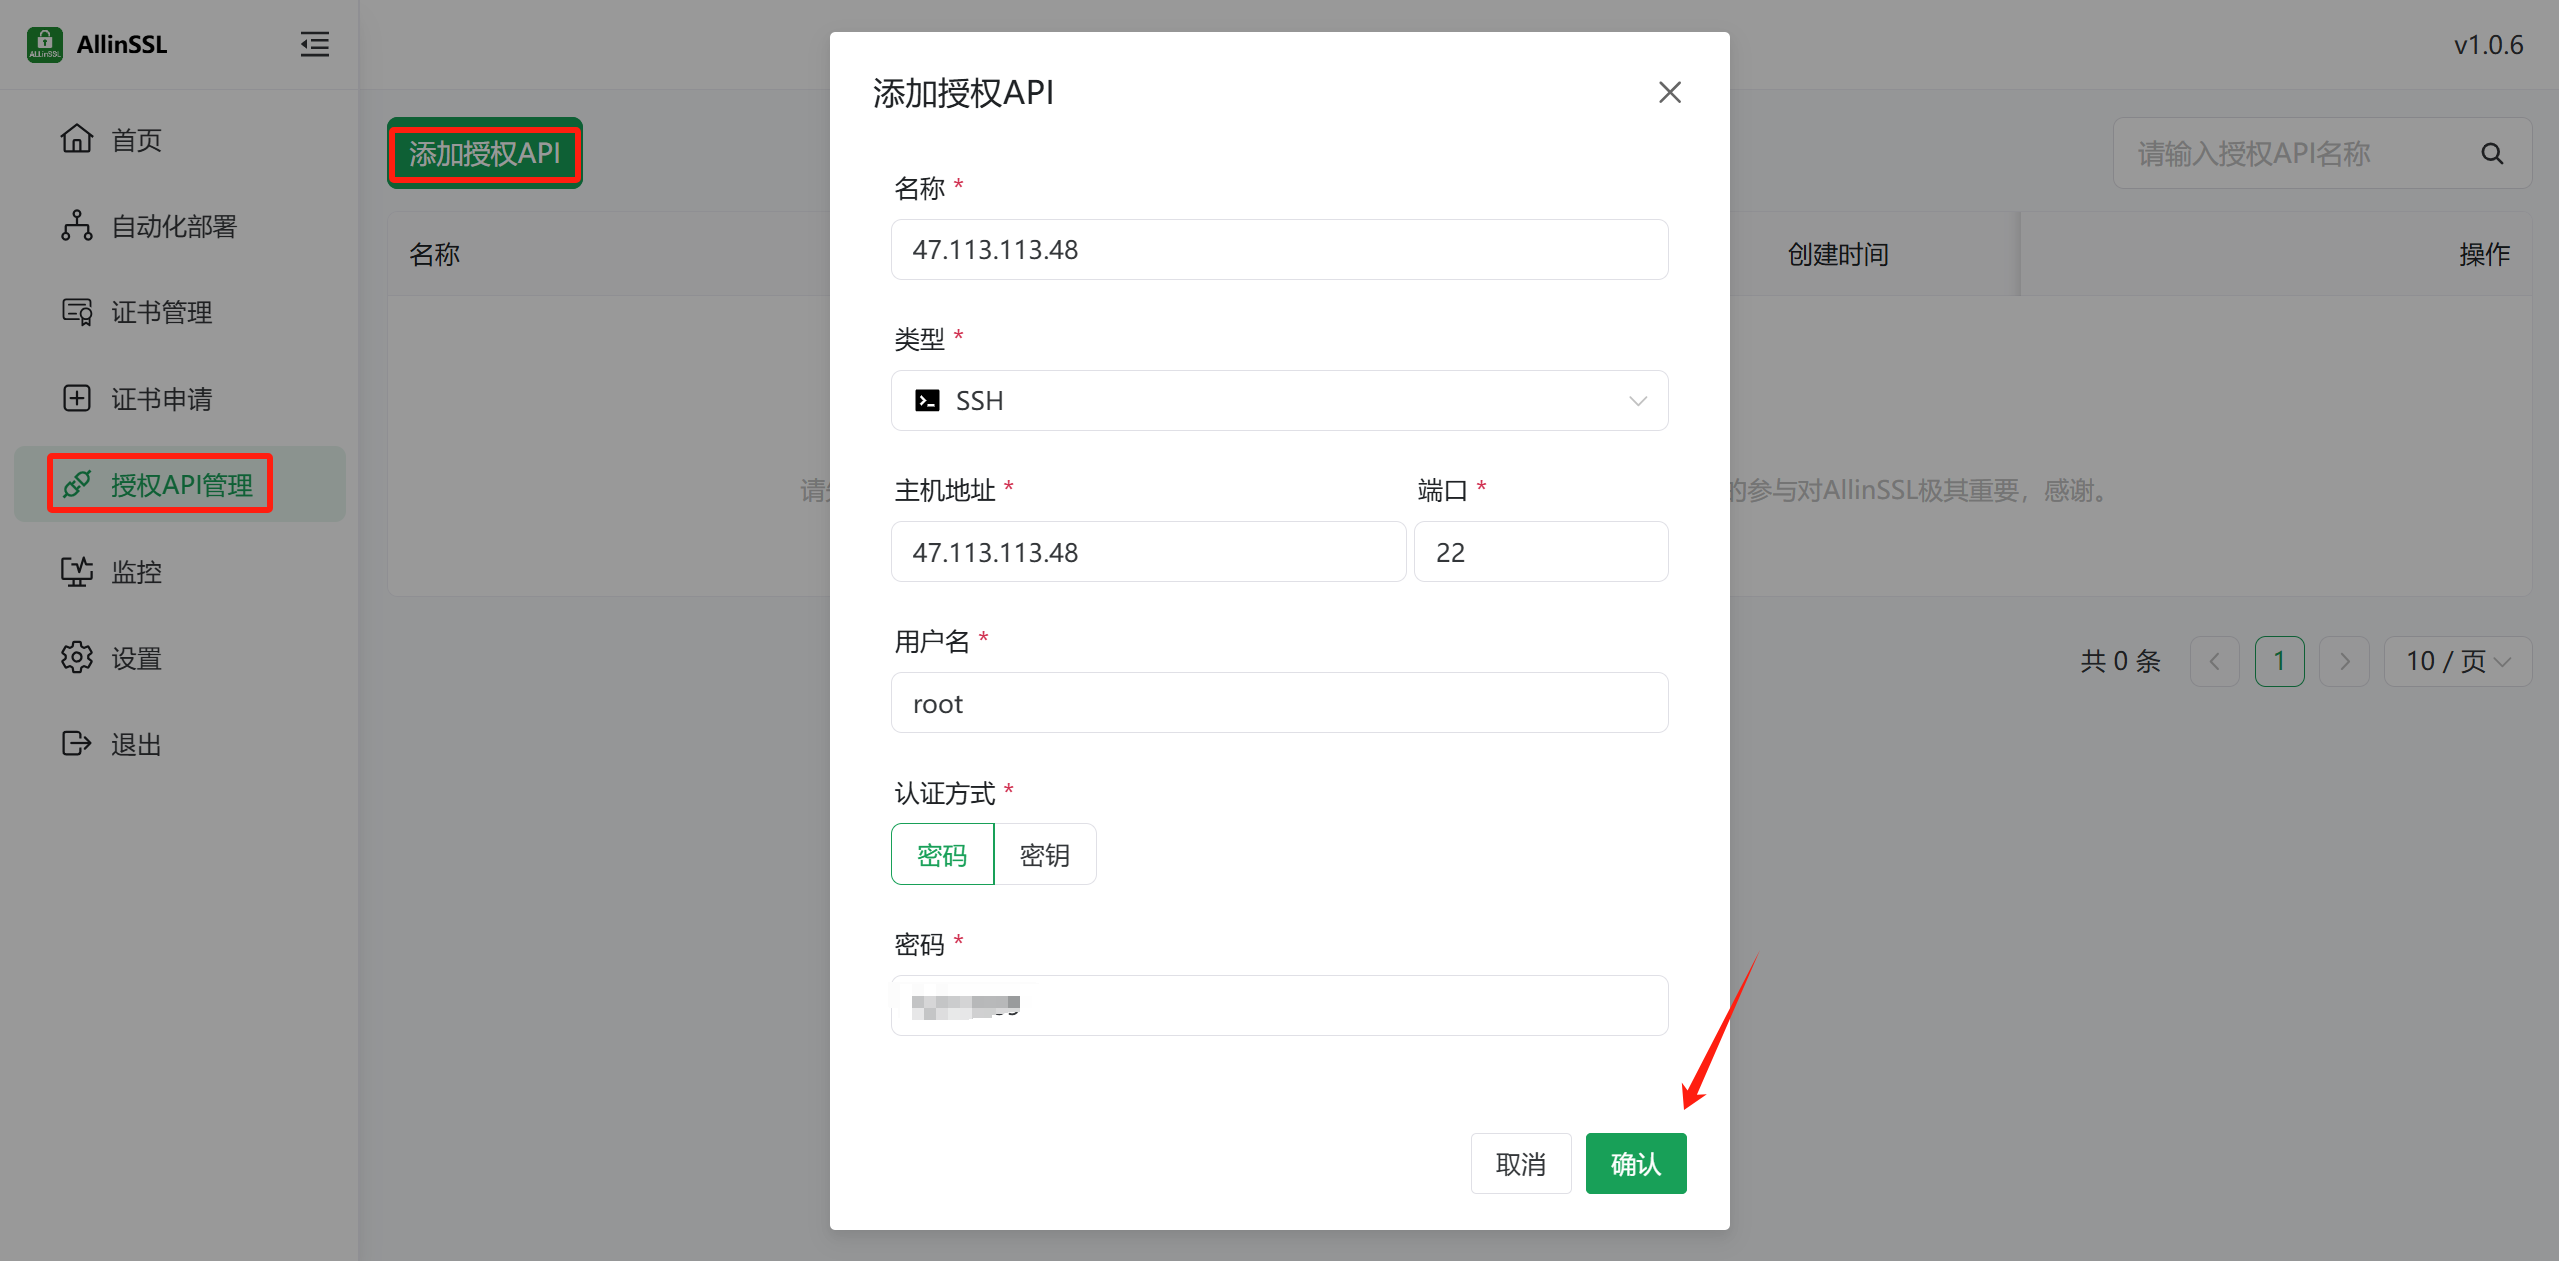 AllinSSL
v1.0.6
首页
自动化部署
证书管理
证书申请
授权API管理
监控
设置
退出
添加授权API
请输入授权API名称
名称
创建时间
操作
的参与对AllinSSL极其重要，感谢。
共 0 条
1
10 / 页
添加授权API
名称 *
47.113.113.48
类型 *
SSH
主机地址 *
端口 *
47.113.113.48
22
用户名 *
root
认证方式 *
密码
密钥
密码 *
取消
确认